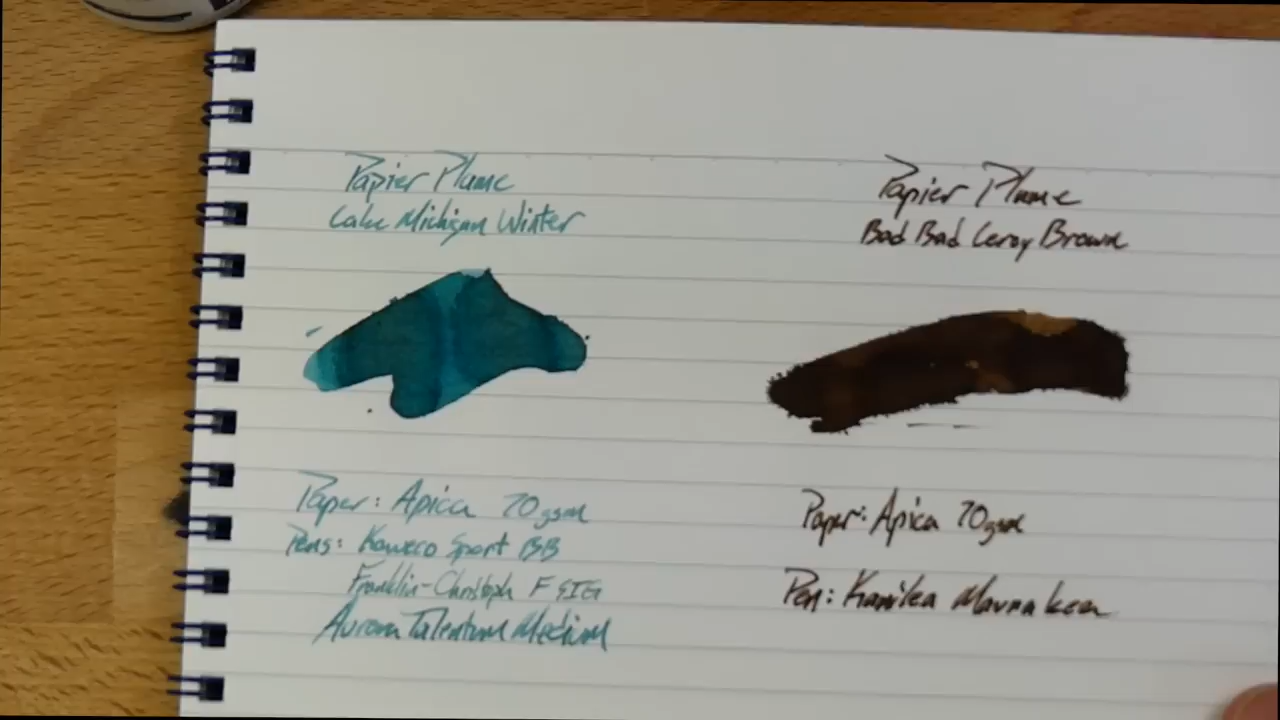 Papier Plume
Lake Michigan Winter
Paper: Apica 70gsm
Pens: Kaweco Sport BB
Franklin-Christoph F SIG
Aurora Talentum Medium
Papier Plume
Bad Bad Leroy Brown
Paper: Apica 70gsm
Pen: Kanilea Mauna kea